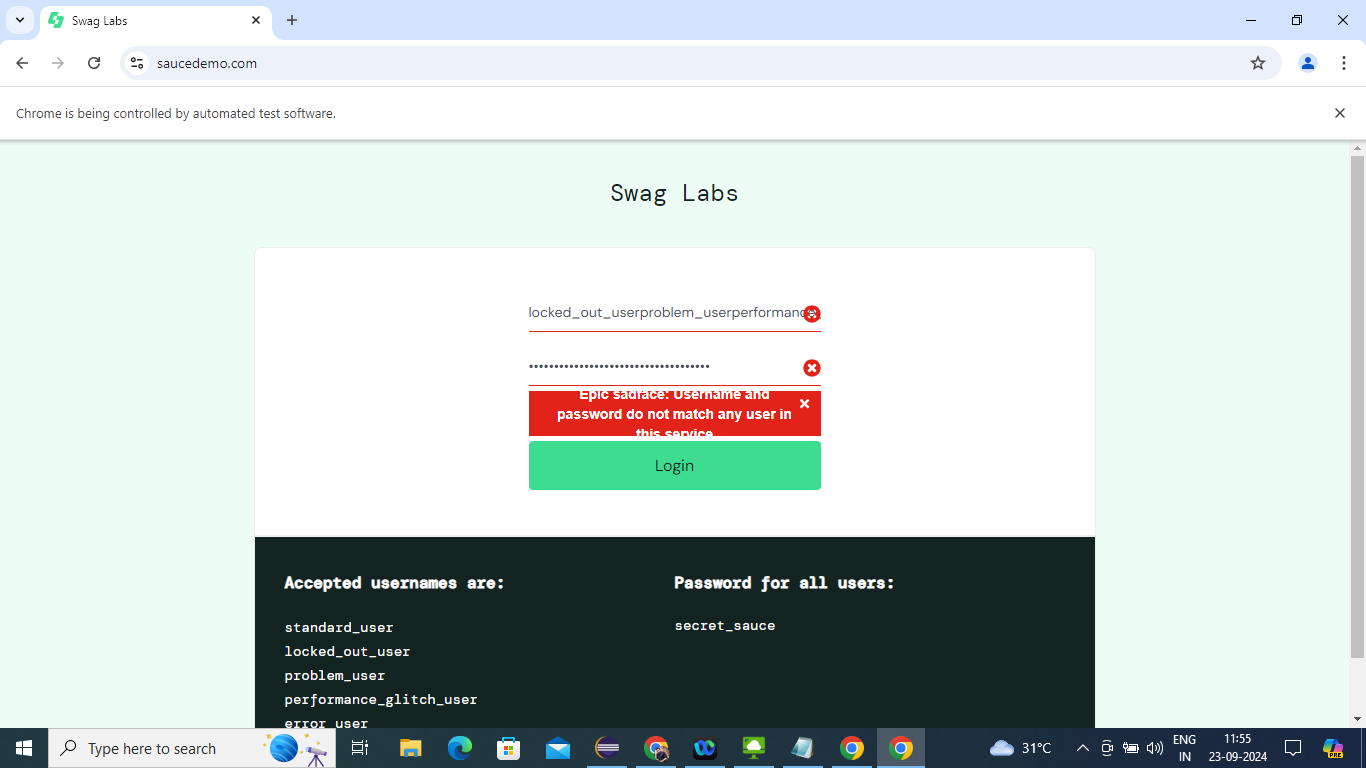 Swag Labs
saucedemo.com
Chrome is being controlled by automated test software.
Swag Labs
locked_out_userproblem_userperformance
Epic sadface: Username and
password do not match any user in
this service
Login
Accepted usernames are:
standard_user
locked_out_user
problem_user
performance_glitch_user
error_user
Password for all users:
secret_sauce
Type here to search
31°C
ENG
IN
11:55
23-09-2024
PRE